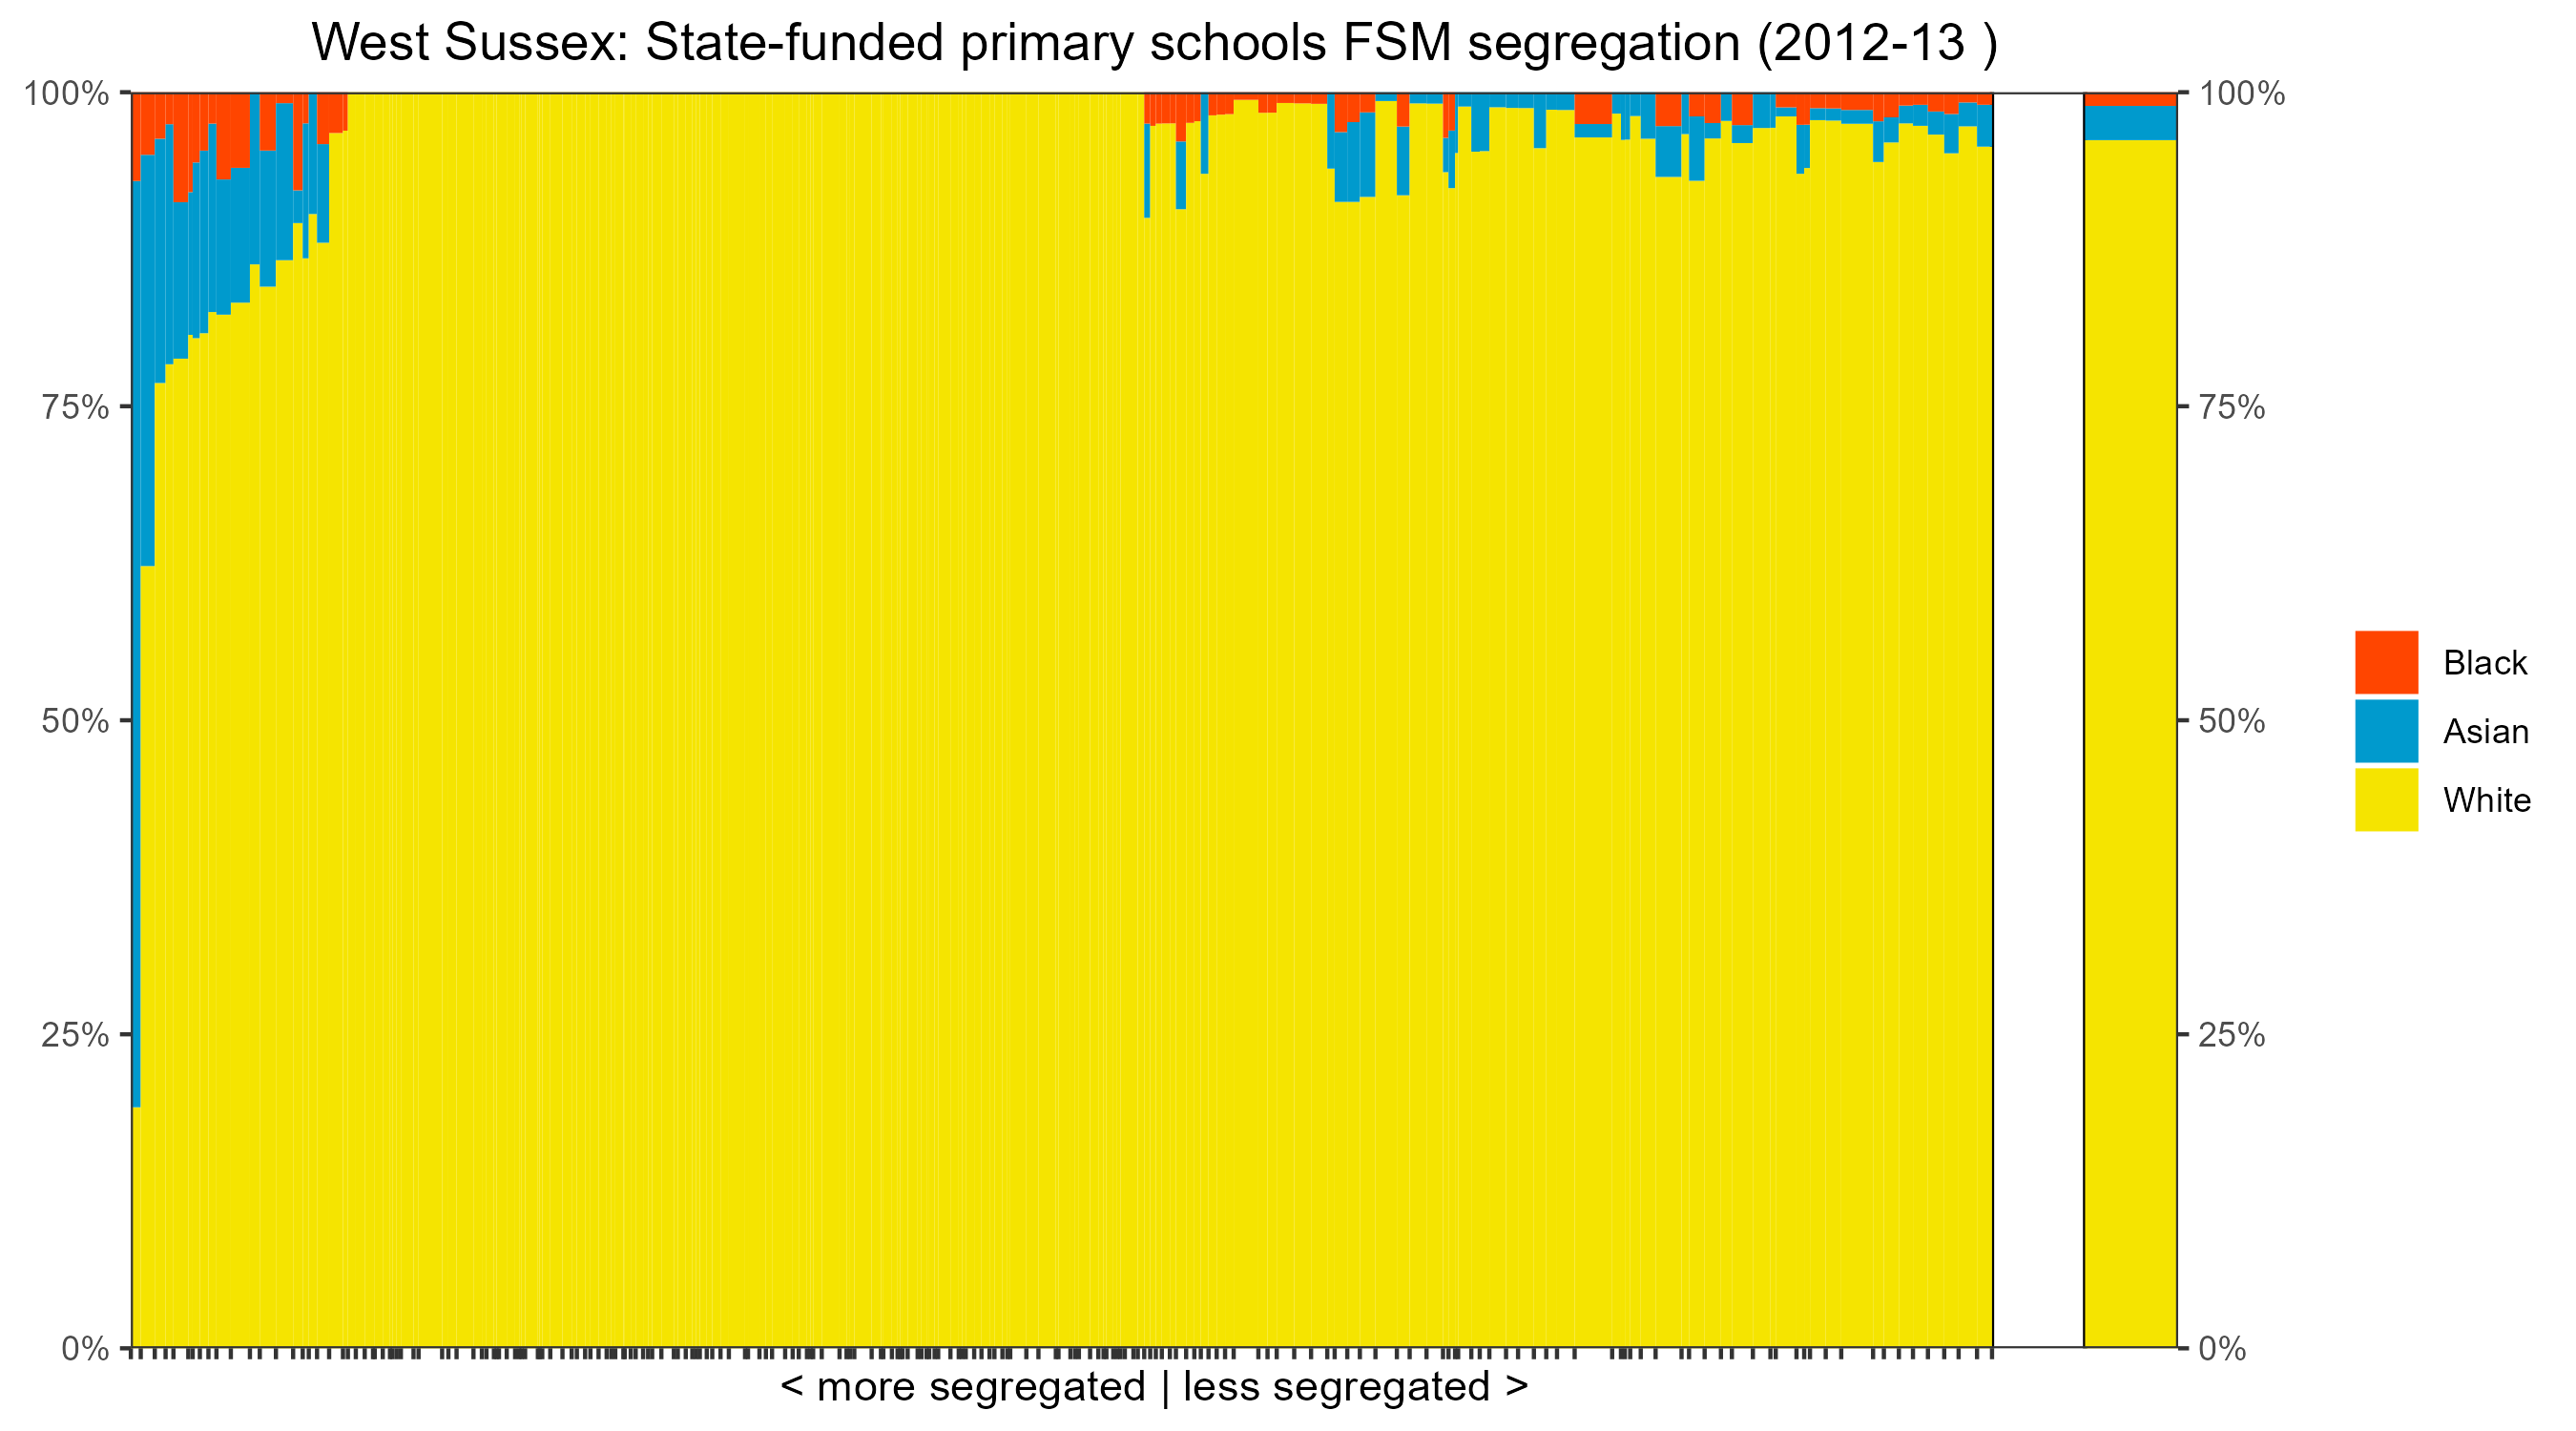 West Sussex: State-funded primary schools FSM segregation (2012-13 )
100%
75%
50%
25%
0%
100%
75%
50%
25%
0%
Black
Asian
White
< more segregated | less segregated >